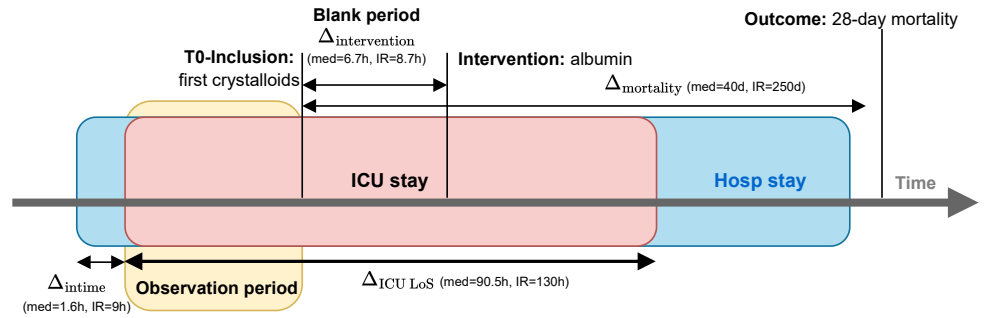 Blank period
Δintervention
(med=6.7h, IR=8.7h)
Outcome: 28-day mortality
T0-Inclusion:
first crystalloids
Intervention: albumin
Δmortality (med=40d, IR=250d)
ICU stay
Hosp stay
Time
Δintime
(med=1.6h, IR=9h)
Observation period
ΔICU LoS (med=90.5h, IR=130h)